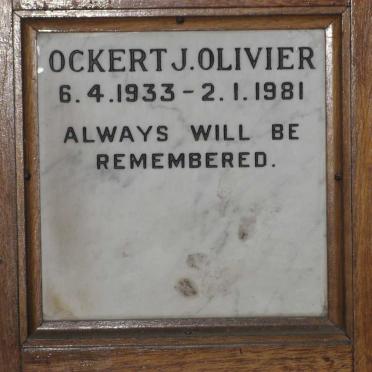 OCKERT J. OLIVIER
6.4.1933 - 2.1.1981
ALWAYS WILL BE
REMEMBERED.